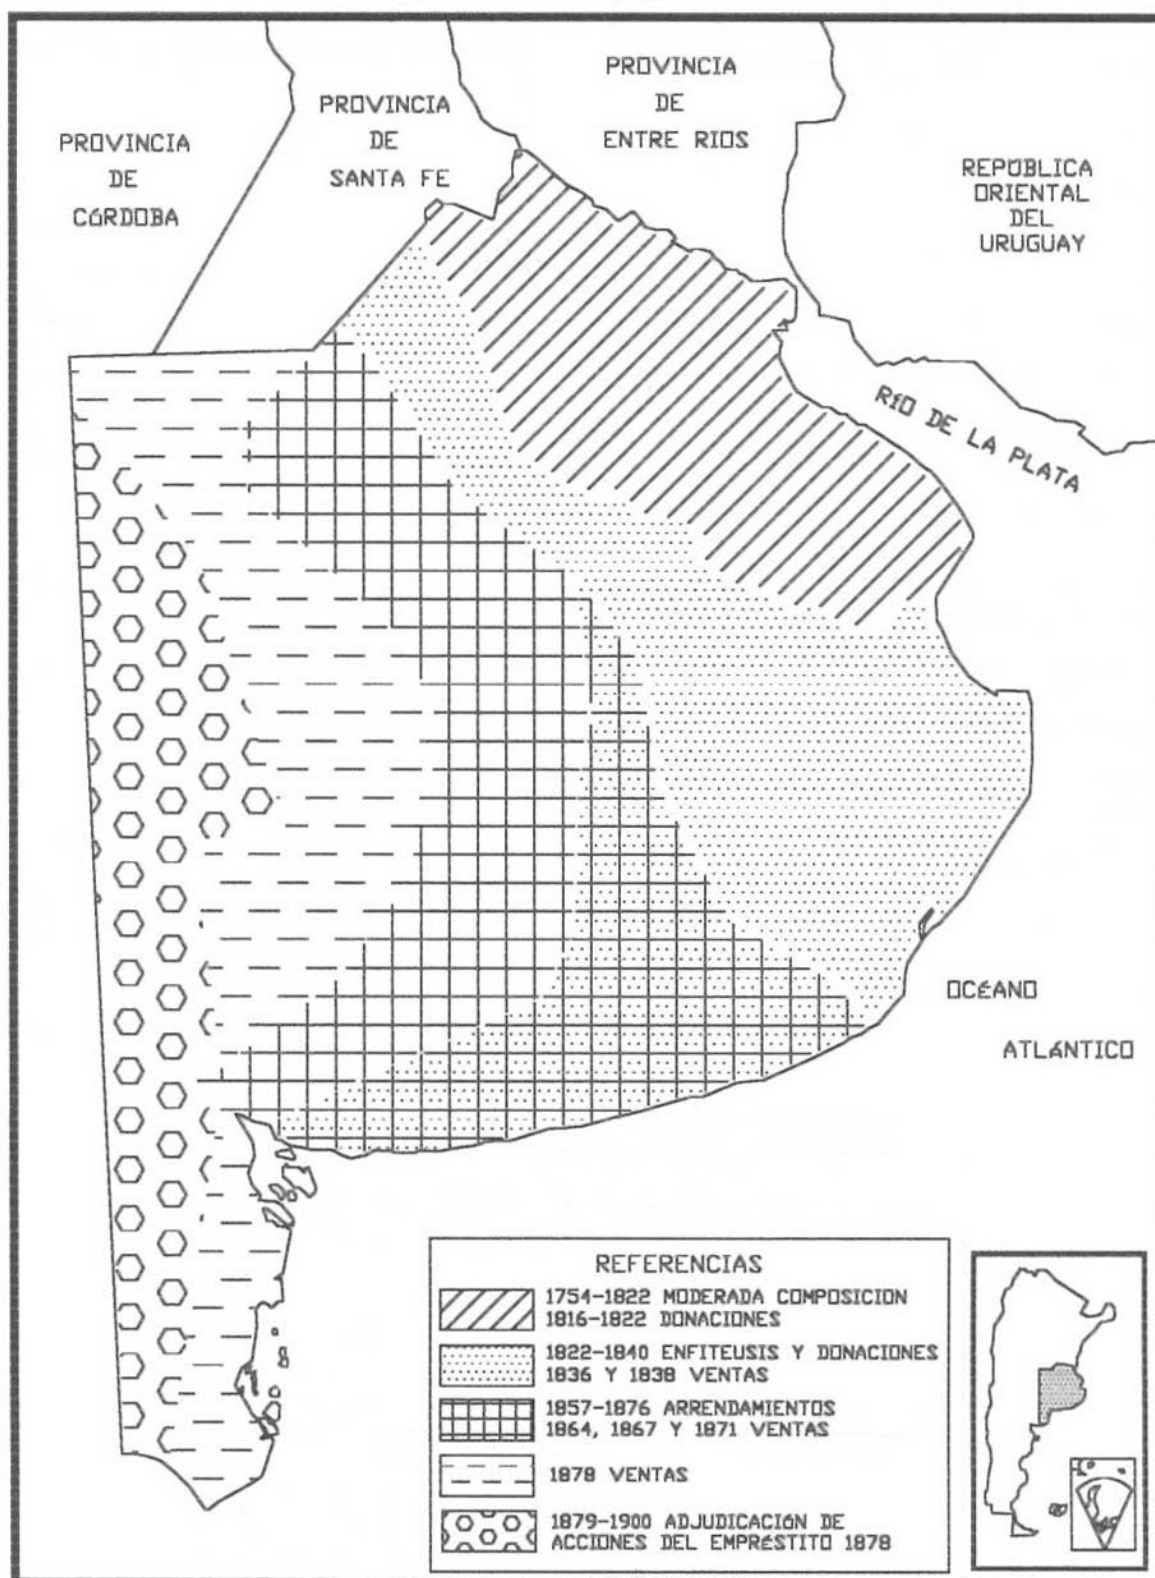 PROVINCIA
DE
CÓRDOBA
PROVINCIA
DE
SANTA FE
PROVINCIA
DE
ENTRE RIOS
REPÚBLICA
ORIENTAL
DEL
URUGUAY
RÍO DE LA PLATA
OCÉANO
ATLÁNTICO
REFERENCIAS
1754-1822 MODERADA COMPOSICION
1816-1822 DONACIONES
1822-1840 ENFITEUSIS Y DONACIONES
1836 Y 1838 VENTAS
1857-1876 ARRENDAMIENTOS
1864, 1867 Y 1871 VENTAS
1878 VENTAS
1879-1900 ADJUDICACIÓN DE
ACCIONES DEL EMPRÉSTITO 1878